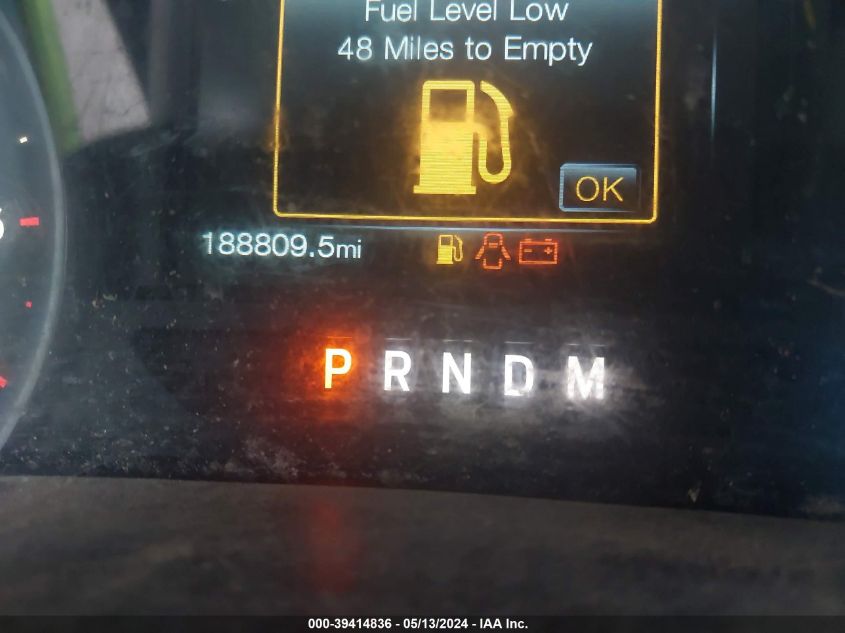 Fuel Level Low
48 Miles to Empty
OK
188809.5mi
P R N D M
000-39414836 - 05/13/2024 - IAA Inc.